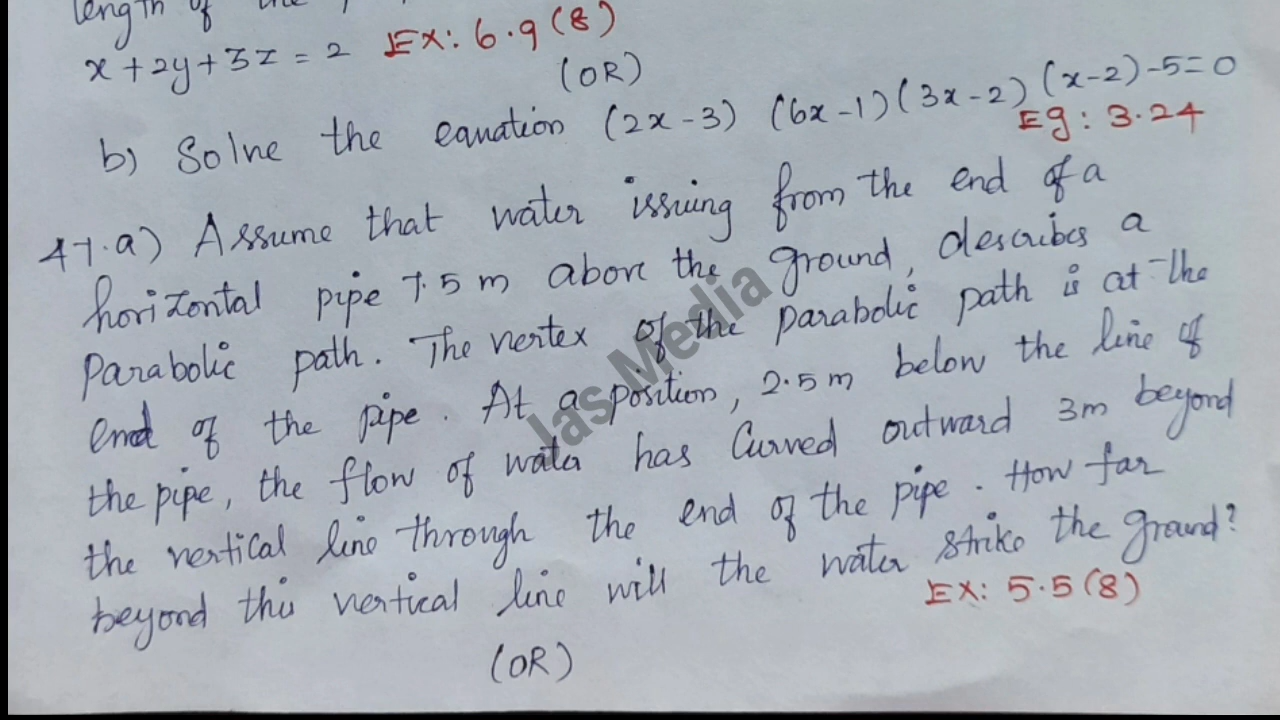 length of the
x + 2y + 3z = 2 EX: 6.9 (8)
(OR)
b) Solve the equation (2x - 3) (6x - 1) (3x - 2) (x - 2) - 5 = 0
Eg: 3.24
47. a) Assume that water issuing from the end of a
horizontal pipe 7.5 m above the ground, describes a
Parabolic path. The vertex of the parabolic path is at the
end of the pipe. At a position, 2.5 m below the line of
the pipe, the flow of water has Curved outward 3m beyond
the vertical line through the end of the pipe. How far
beyond this vertical line will the water strike the ground?
EX: 5.5 (8)
(OR)
Jas Media